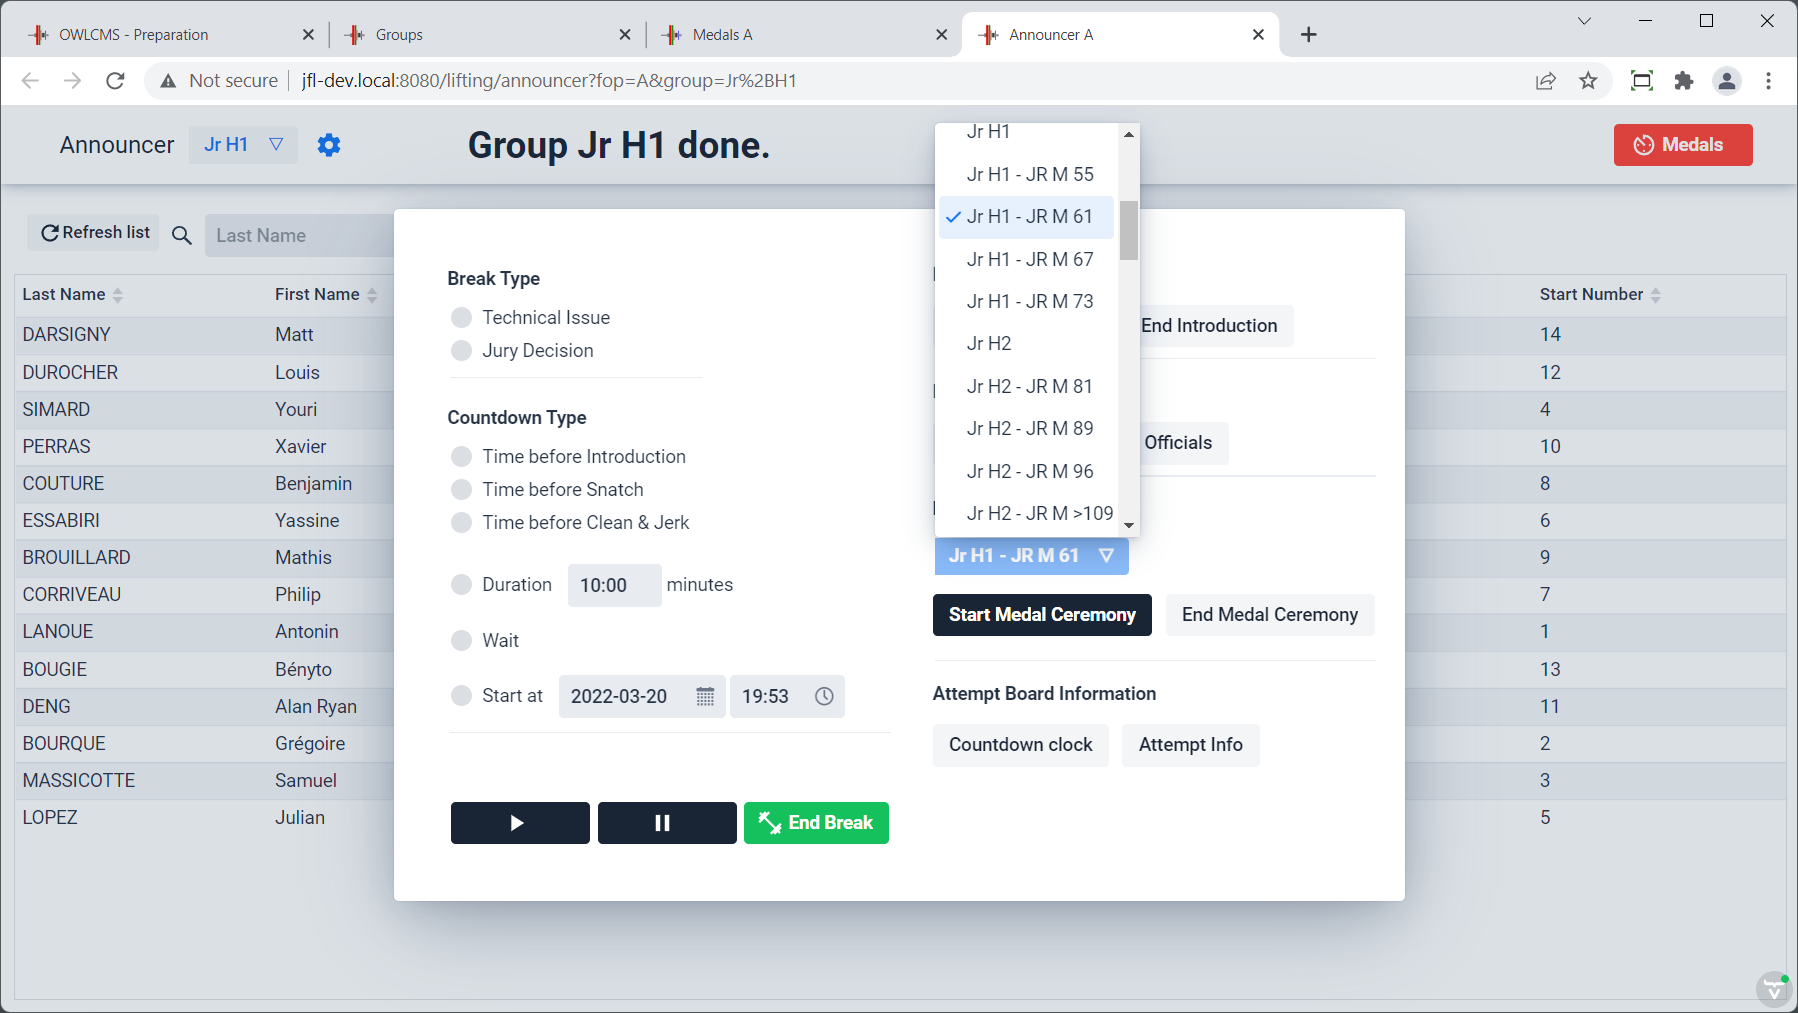 OWLCMS - Preparation
Groups
Medals A
Announcer A
Not secure
jfl-dev.local:8080/lifting/announcer?fop=A&group=Jr%2BH1
Announcer
Jr H1
Group Jr H1 done.
Medals
Refresh list
Last Name
Last Name
First Name
Start Number
DARSIGNY Matt 14
DUROCHER Louis 12
SIMARD Youri 4
PERRAS Xavier 10
COUTURE Benjamin 8
ESSABIRI Yassine 6
BROUILLARD Mathis 9
CORRIVEAU Philip 7
LANOUE Antonin 1
BOUGIE Bényto 13
DENG Alan Ryan 11
BOURQUE Grégoire 2
MASSICOTTE Samuel 3
LOPEZ Julian 5
Break Type
Technical Issue
Jury Decision
Countdown Type
Time before Introduction
Time before Snatch
Time before Clean & Jerk
Duration 10:00 minutes
Wait
Start at 2022-03-20 19:53
End Break
Jr H1
Jr H1 - JR M 55
Jr H1 - JR M 61
Jr H1 - JR M 67
Jr H1 - JR M 73
Jr H2
Jr H2 - JR M 81
Jr H2 - JR M 89
Jr H2 - JR M 96
Jr H2 - JR M >109
End Introduction
Officials
Jr H1 - JR M 61
Start Medal Ceremony
End Medal Ceremony
Attempt Board Information
Countdown clock
Attempt Info